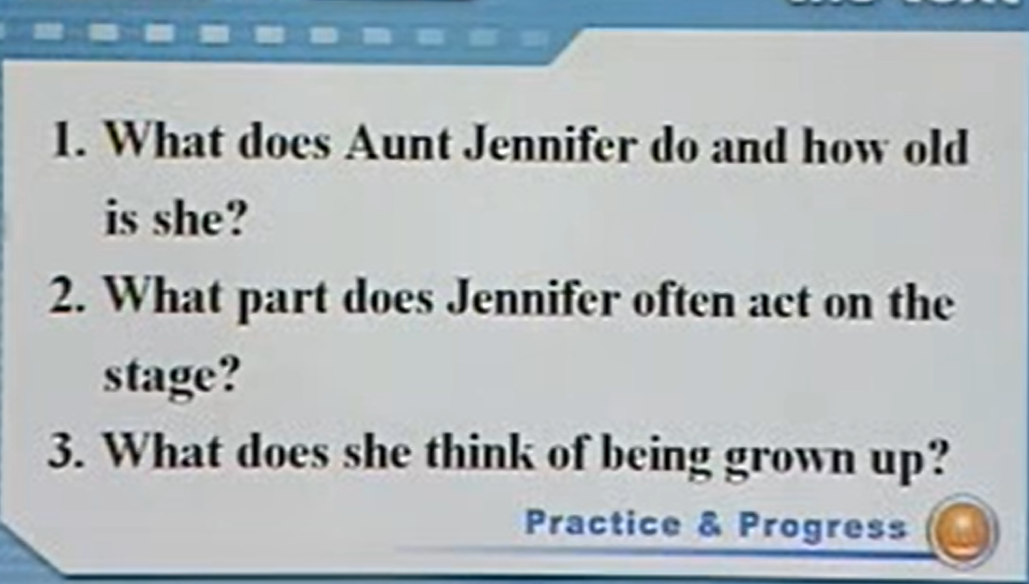 1. What does Aunt Jennifer do and how old
is she?
2. What part does Jennifer often act on the
stage?
3. What does she think of being grown up?
Practice & Progress